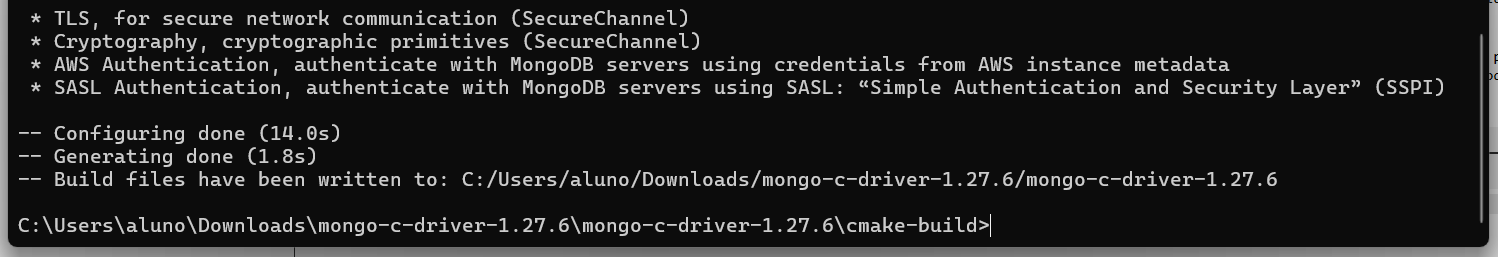 * TLS, for secure network communication (SecureChannel)
* Cryptography, cryptographic primitives (SecureChannel)
* AWS Authentication, authenticate with MongoDB servers using credentials from AWS instance metadata
* SASL Authentication, authenticate with MongoDB servers using SASL: “Simple Authentication and Security Layer” (SSPI)
-- Configuring done (14.0s)
-- Generating done (1.8s)
-- Build files have been written to: C:/Users/aluno/Downloads/mongo-c-driver-1.27.6/mongo-c-driver-1.27.6
C:\Users\aluno\Downloads\mongo-c-driver-1.27.6\mongo-c-driver-1.27.6\cmake-build>